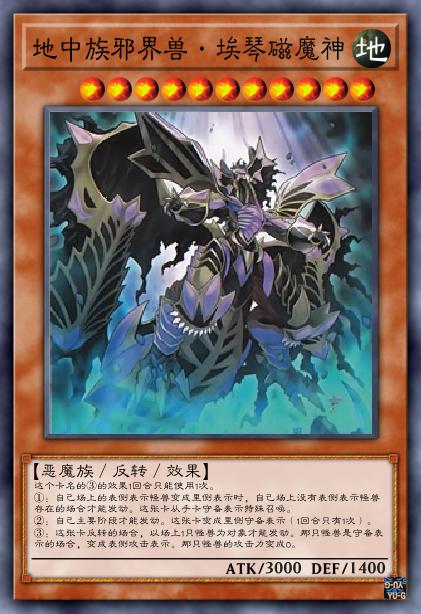 地中族邪界兽·埃琴磁魔神 地
【恶魔族／反转／效果】
这个卡名的③的效果1回合只能使用1次。
①：自己场上的表侧表示怪兽变成里侧表示时，自己场上没有表侧表示怪兽
存在的场合才能发动。这张卡从手卡守备表示特殊召唤。
②：自己主要阶段才能发动。这张卡变成里侧守备表示（1回合只有1次）。
③：这张卡反转的场合，以场上1只怪兽为对象才能发动。那只怪兽是守备表
示的场合，变成表侧攻击表示。那只怪兽的攻击力变成0。
ATK/3000 DEF/1400